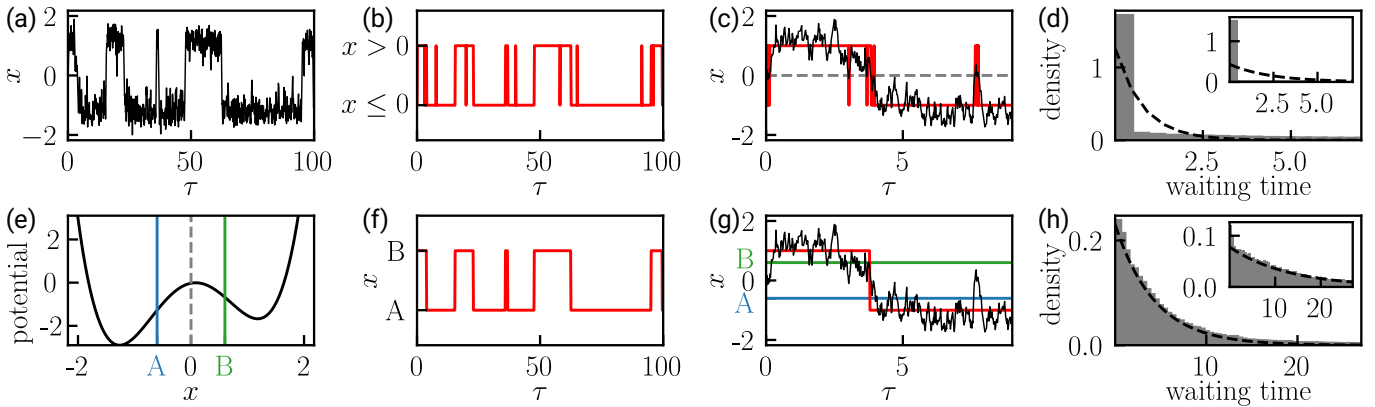 (a)
2
0
−2
x
0
50
100
τ
(b)
x > 0
x ≤ 0
0
50
100
τ
(c)
2
0
-2
x
0
5
τ
(d)
density
1
0
2.5
5.0
waiting time
1
0
2.5
5.0
(e)
potential
2
0
-2
-2
A
0
B
2
x
(f)
x
B
A
0
50
100
τ
(g)
x
2
B
0
A
-2
0
5
τ
(h)
density
0.2
0.0
10
20
waiting time
0.1
0.0
10
20